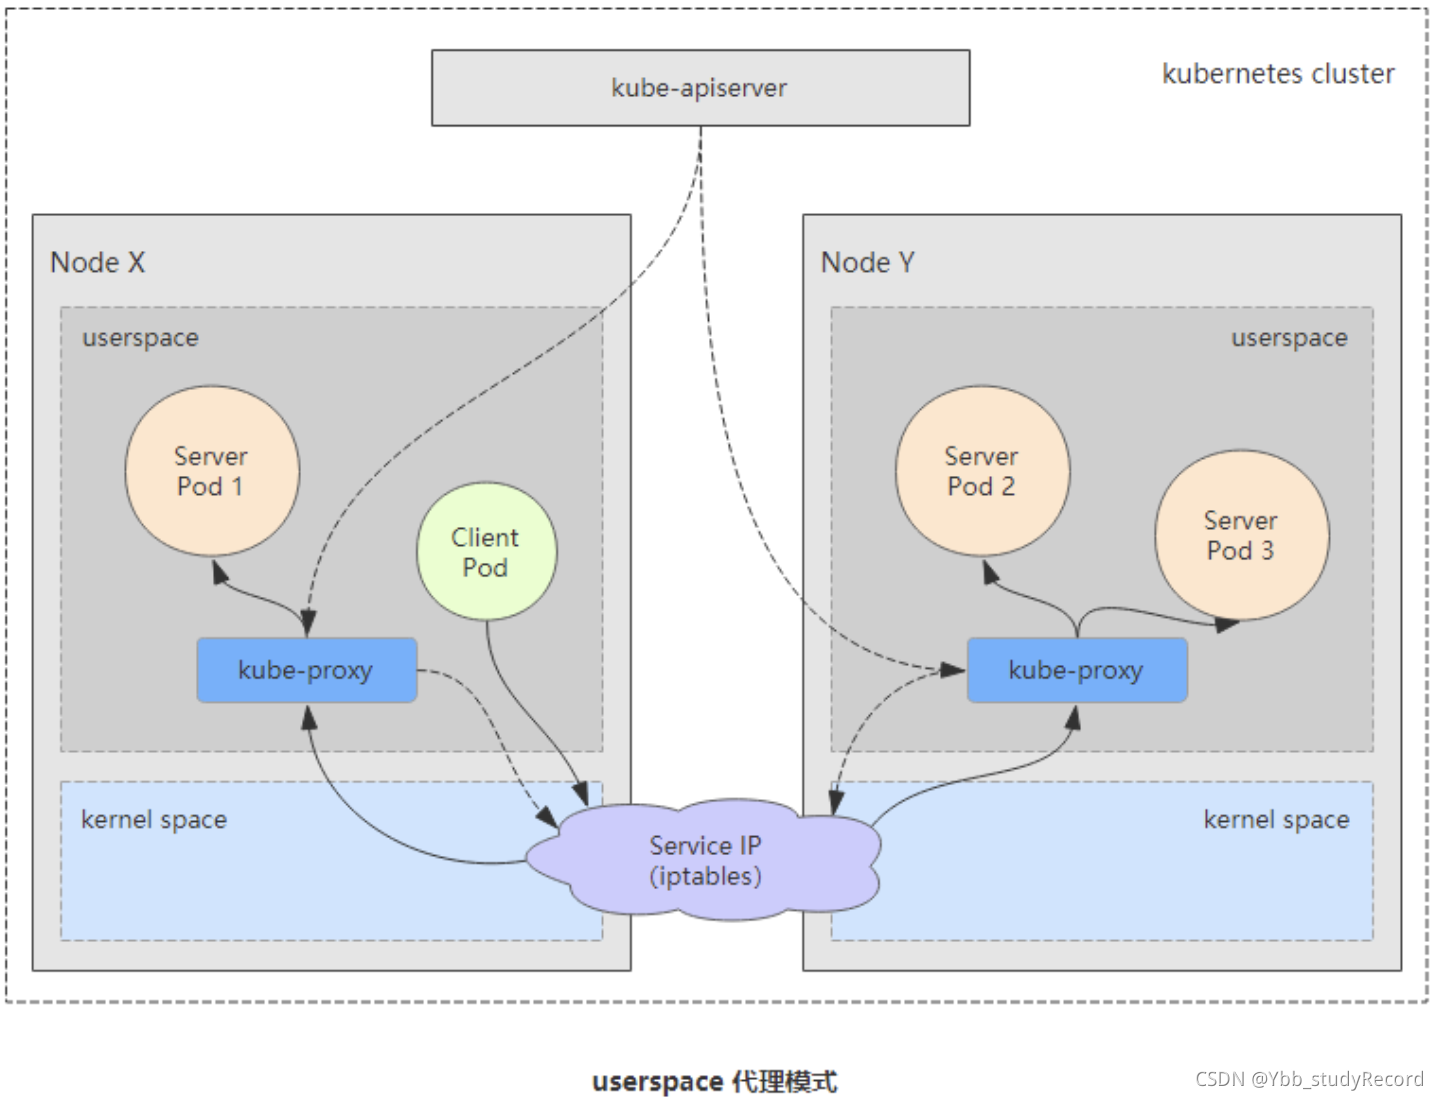 kubernetes cluster
kube-apiserver
Node X
userspace
Server
Pod 1
Client
Pod
kube-proxy
kernel space
Node Y
userspace
Server
Pod 2
Server
Pod 3
kube-proxy
kernel space
Service IP
(iptables)
userspace 代理模式
CSDN @Ybb_studyRecord